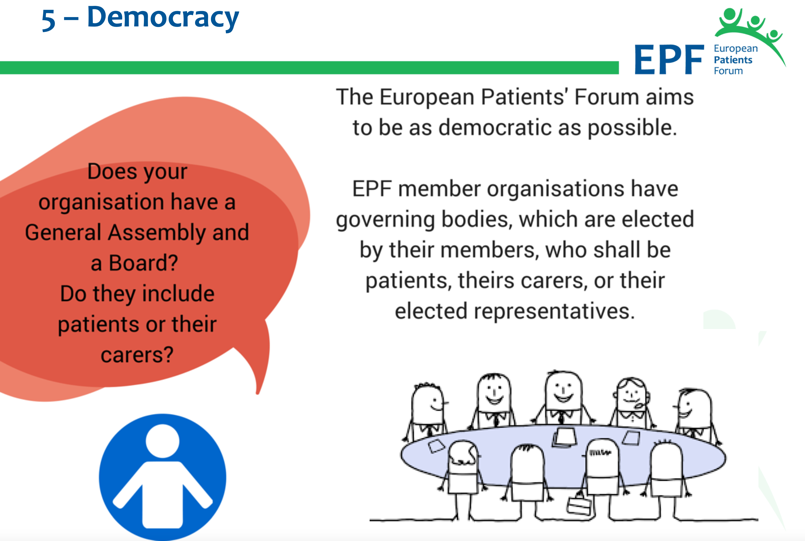 5 – Democracy
EPF
European
Patients
Forum
The European Patients' Forum aims
to be as democratic as possible.
EPF member organisations have
governing bodies, which are elected
by their members, who shall be
patients, theirs carers, or their
elected representatives.
Does your
organisation have a
General Assembly and
a Board?
Do they include
patients or their
carers?